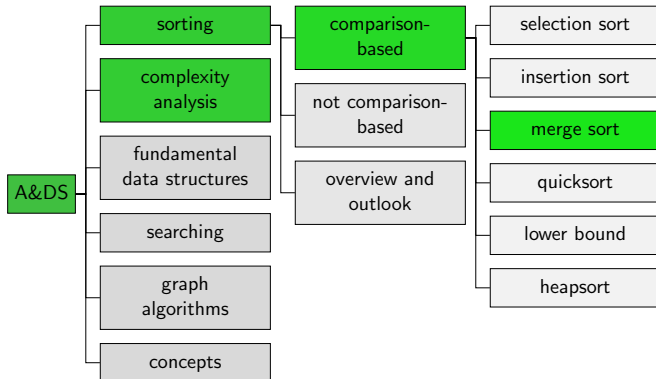 A&DS
sorting
complexity
analysis
fundamental
data structures
searching
graph
algorithms
concepts
comparison-
based
not comparison-
based
overview and
outlook
selection sort
insertion sort
merge sort
quicksort
lower bound
heapsort